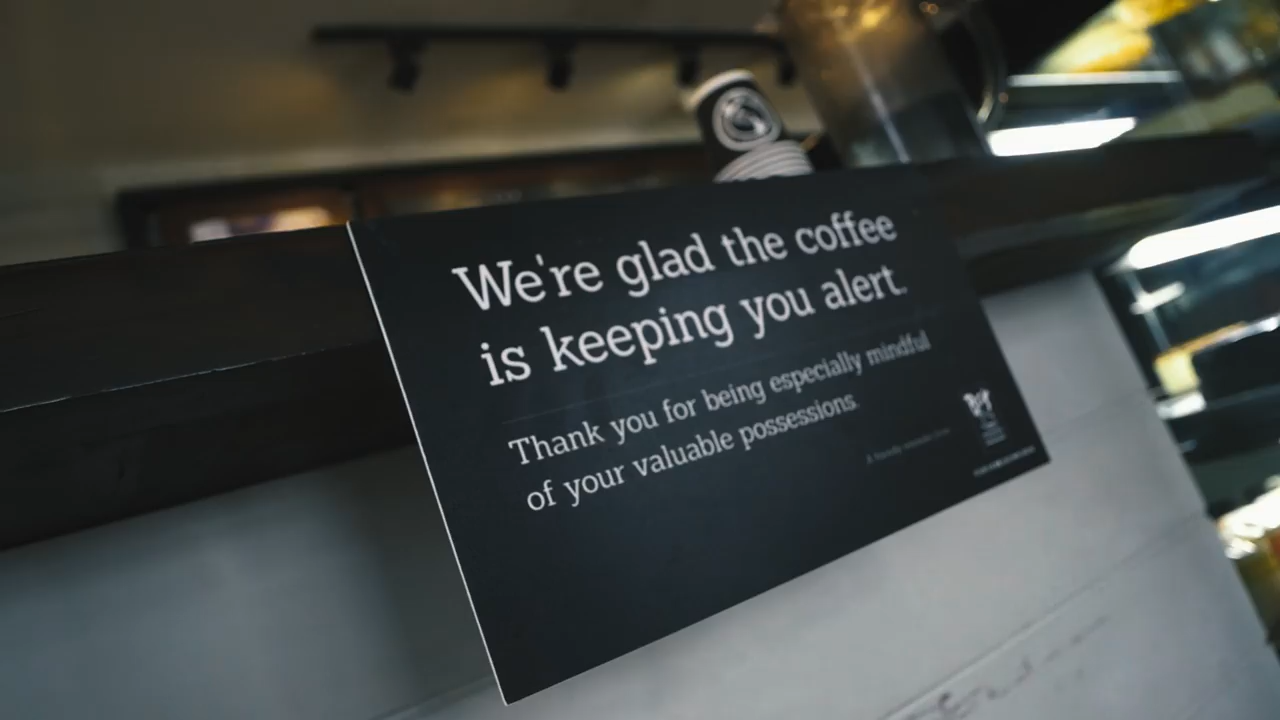 We're glad the coffee
is keeping you alert.
Thank you for being especially mindful
of your valuable possessions.